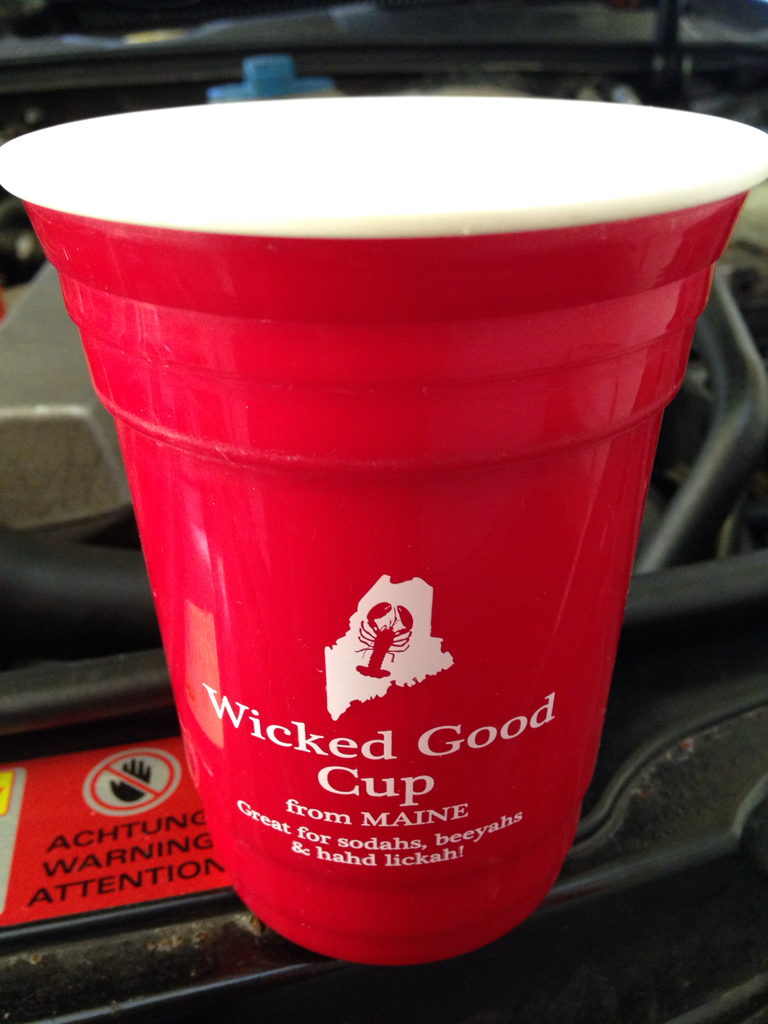 Wicked Good
Cup
from MAINE
Great for sodahs, beeyahs
& hahd lickah!
ACHTUNG
WARNING
ATTENTION